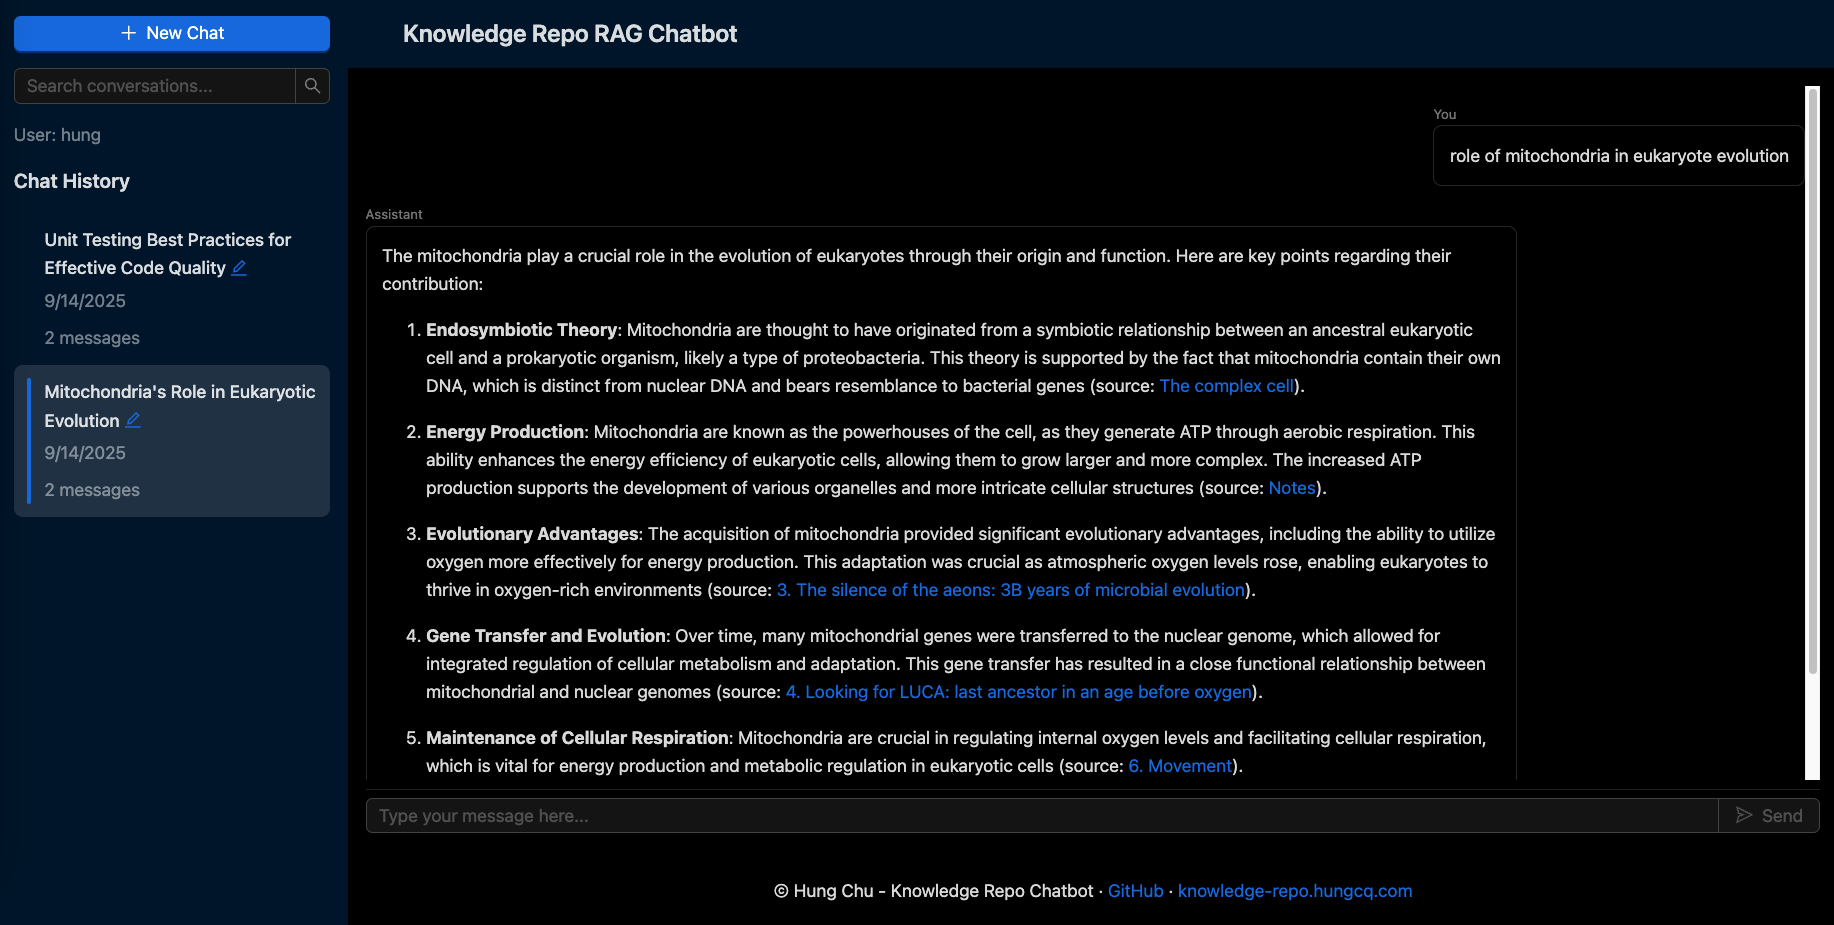 New Chat
Search conversations...
User: hung
Chat History
Unit Testing Best Practices for
Effective Code Quality
9/14/2025
2 messages
Mitochondria's Role in Eukaryotic
Evolution
9/14/2025
2 messages
Knowledge Repo RAG Chatbot
You
role of mitochondria in eukaryote evolution
Assistant
The mitochondria play a crucial role in the evolution of eukaryotes through their origin and function. Here are key points regarding their
contribution:
1. Endosymbiotic Theory: Mitochondria are thought to have originated from a symbiotic relationship between an ancestral eukaryotic
cell and a prokaryotic organism, likely a type of proteobacteria. This theory is supported by the fact that mitochondria contain their own
DNA, which is distinct from nuclear DNA and bears resemblance to bacterial genes (source: The complex cell).
2. Energy Production: Mitochondria are known as the powerhouses of the cell, as they generate ATP through aerobic respiration. This
ability enhances the energy efficiency of eukaryotic cells, allowing them to grow larger and more complex. The increased ATP
production supports the development of various organelles and more intricate cellular structures (source: Notes).
3. Evolutionary Advantages: The acquisition of mitochondria provided significant evolutionary advantages, including the ability to utilize
oxygen more effectively for energy production. This adaptation was crucial as atmospheric oxygen levels rose, enabling eukaryotes to
thrive in oxygen-rich environments (source: 3. The silence of the aeons: 3B years of microbial evolution).
4. Gene Transfer and Evolution: Over time, many mitochondrial genes were transferred to the nuclear genome, which allowed for
integrated regulation of cellular metabolism and adaptation. This gene transfer has resulted in a close functional relationship between
mitochondrial and nuclear genomes (source: 4. Looking for LUCA: last ancestor in an age before oxygen).
5. Maintenance of Cellular Respiration: Mitochondria are crucial in regulating internal oxygen levels and facilitating cellular respiration,
which is vital for energy production and metabolic regulation in eukaryotic cells (source: 6. Movement).
Type your message here...
Send
© Hung Chu - Knowledge Repo Chatbot · GitHub · knowledge-repo.hungcq.com